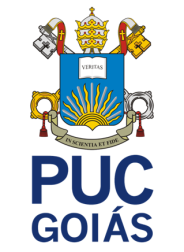 VERITAS
IN SCIENTIA ET FIDE
PUC
GOIÁS